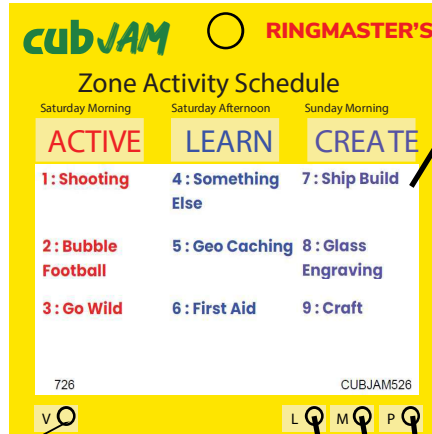 cubJAM
RINGMASTER'S
Zone Activity Schedule
Saturday Morning Saturday Afternoon Sunday Morning
ACTIVE LEARN CREATE
1 : Shooting 4 : Something Else 7 : Ship Build
2 : Bubble Football 5 : Geo Caching 8 : Glass Engraving
3 : Go Wild 6 : First Aid 9 : Craft
726 CUBJAM526
V L M P